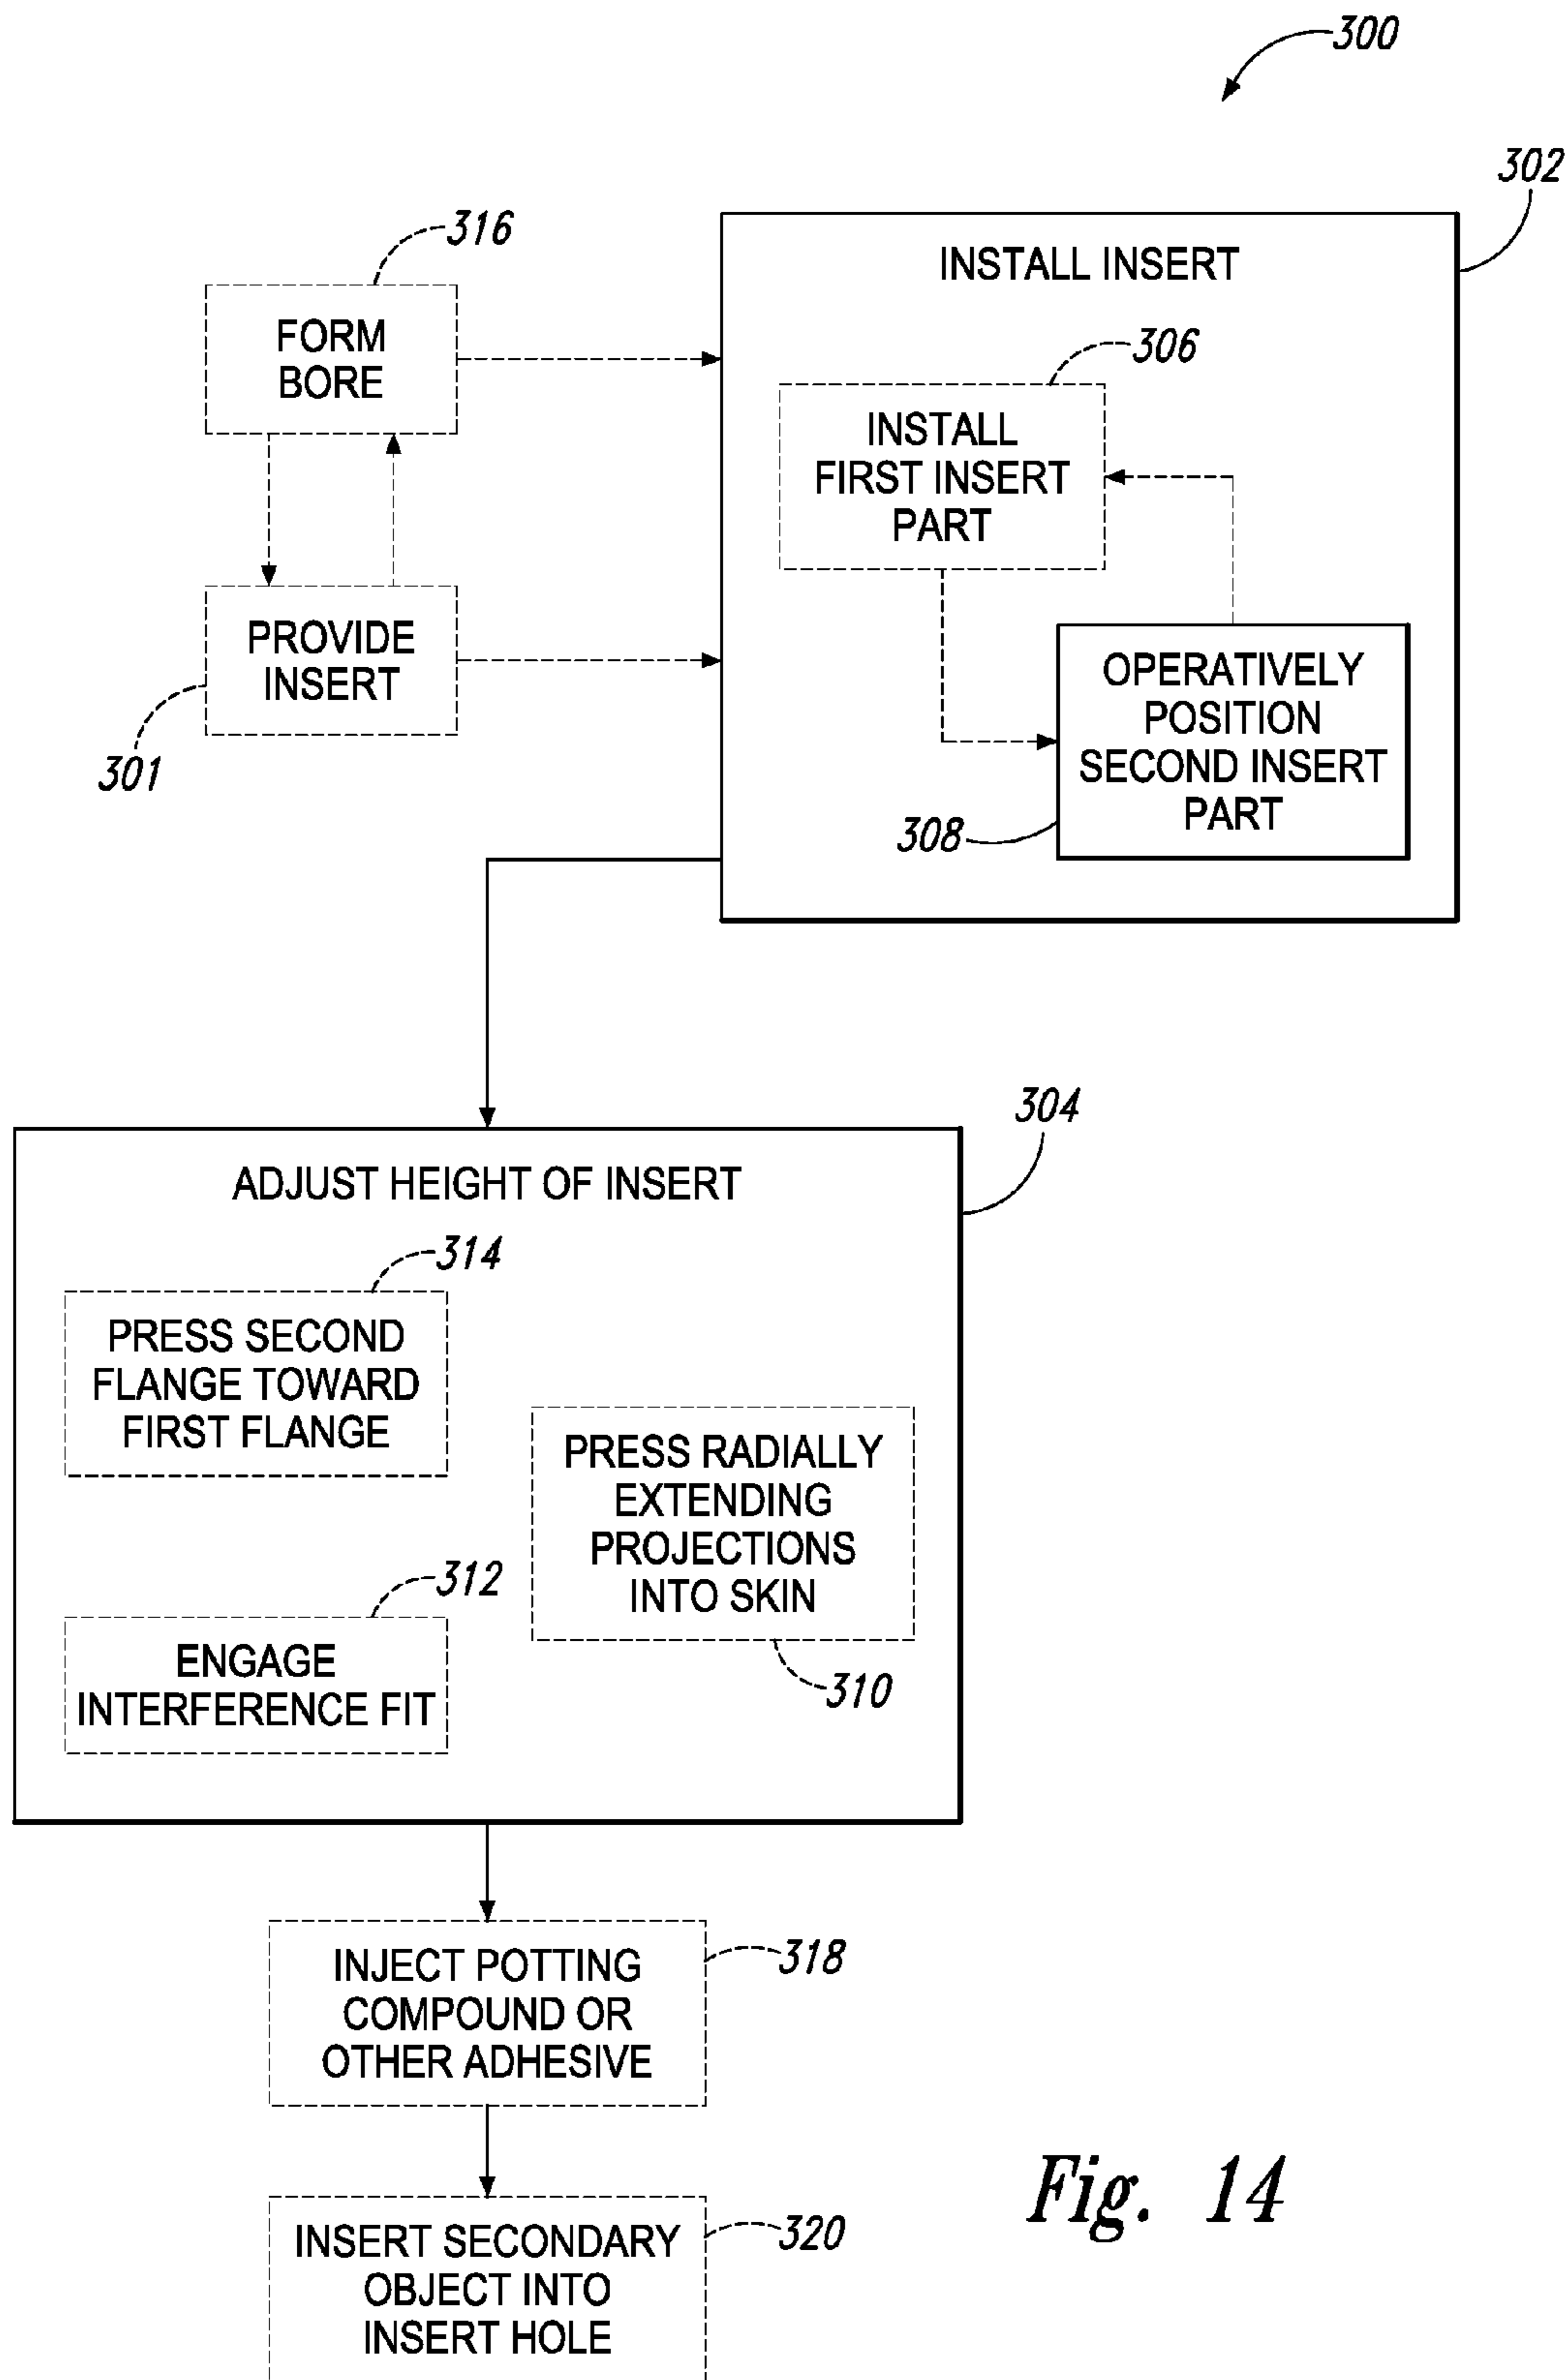 300
302
316
INSTALL INSERT
FORM
BORE
306
INSTALL
FIRST INSERT
PART
PROVIDE
INSERT
301
OPERATIVELY
POSITION
SECOND INSERT
PART
308
304
ADJUST HEIGHT OF INSERT
314
PRESS SECOND
FLANGE TOWARD
FIRST FLANGE
PRESS RADIALLY
EXTENDING
PROJECTIONS
INTO SKIN
310
312
ENGAGE
INTERFERENCE FIT
INJECT POTTING
COMPOUND OR
OTHER ADHESIVE
318
INSERT SECONDARY
OBJECT INTO
INSERT HOLE
320
Fig. 14